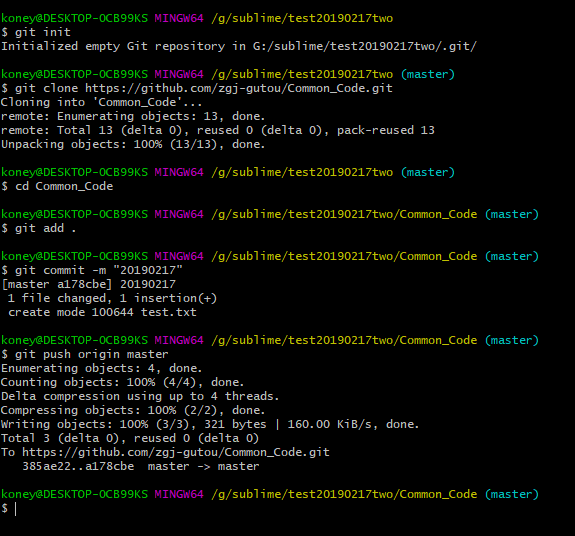 koney@DESKTOP-OCB99KS MINGW64 /g/sublime/test20190217two
$ git init
Initialized empty Git repository in G:/sublime/test20190217two/.git/
koney@DESKTOP-OCB99KS MINGW64 /g/sublime/test20190217two (master)
$ git clone https://github.com/zgj-gutou/Common_Code.git
Cloning into 'Common_Code'...
remote: Enumerating objects: 13, done.
remote: Total 13 (delta 0), reused 0 (delta 0), pack-reused 13
Unpacking objects: 100% (13/13), done.
koney@DESKTOP-OCB99KS MINGW64 /g/sublime/test20190217two (master)
$ cd Common_Code
koney@DESKTOP-OCB99KS MINGW64 /g/sublime/test20190217two/Common_Code (master)
$ git add .
koney@DESKTOP-OCB99KS MINGW64 /g/sublime/test20190217two/Common_Code (master)
$ git commit -m "20190217"
[master a178cbe] 20190217
 1 file changed, 1 insertion(+)
 create mode 100644 test.txt
koney@DESKTOP-OCB99KS MINGW64 /g/sublime/test20190217two/Common_Code (master)
$ git push origin master
Enumerating objects: 4, done.
Counting objects: 100% (4/4), done.
Delta compression using up to 4 threads.
Compressing objects: 100% (2/2), done.
Writing objects: 100% (3/3), 321 bytes | 160.00 KiB/s, done.
Total 3 (delta 0), reused 0 (delta 0)
To https://github.com/zgj-gutou/Common_Code.git
   385ae22..a178cbe  master -> master
koney@DESKTOP-OCB99KS MINGW64 /g/sublime/test20190217two/Common_Code (master)
$